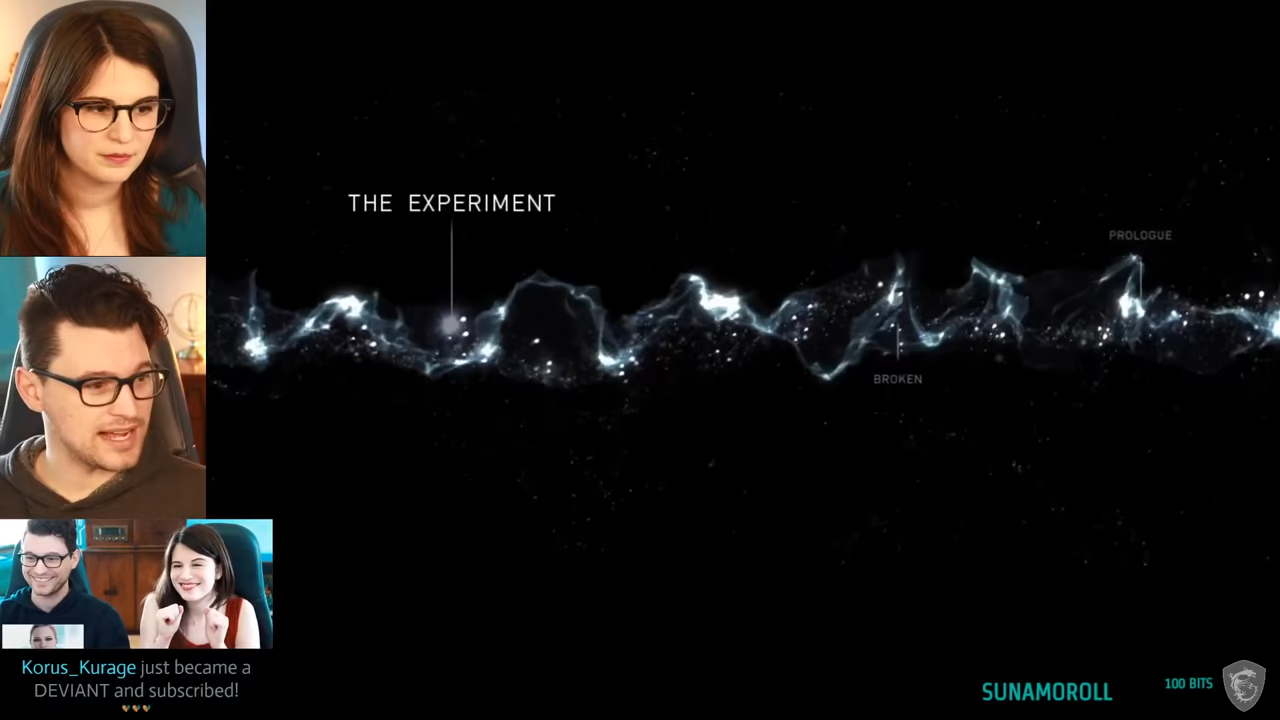 THE EXPERIMENT
PROLOGUE
BROKEN
Korus_Kurage just became a
DEVIANT and subscribed!
SUNAMOROLL
100 BITS